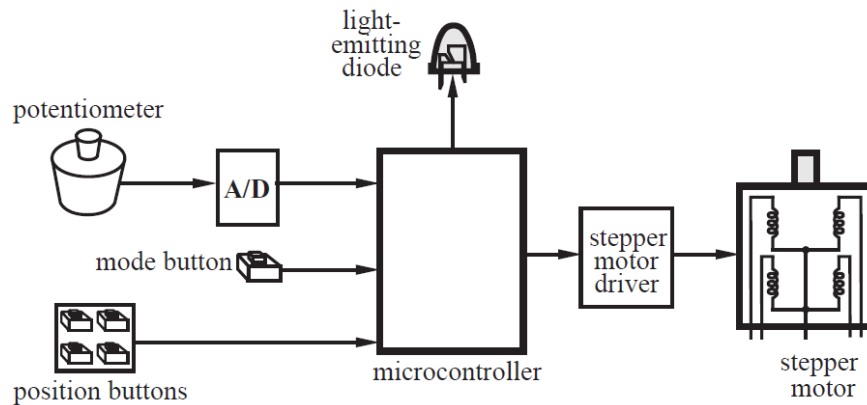 light-
emitting
diode
potentiometer
A/D
mode button
stepper
motor
driver
position buttons
microcontroller
stepper
motor